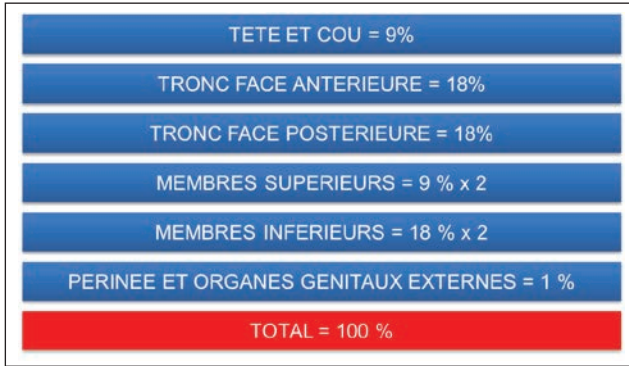 TETE ET COU = 9%
TRONC FACE ANTERIEURE = 18%
TRONC FACE POSTERIEURE = 18%
MEMBRES SUPERIEURS = 9 % x 2
MEMBRES INFERIEURS = 18 % x 2
PERINEE ET ORGANES GENITAUX EXTERNES = 1 %
TOTAL = 100 %